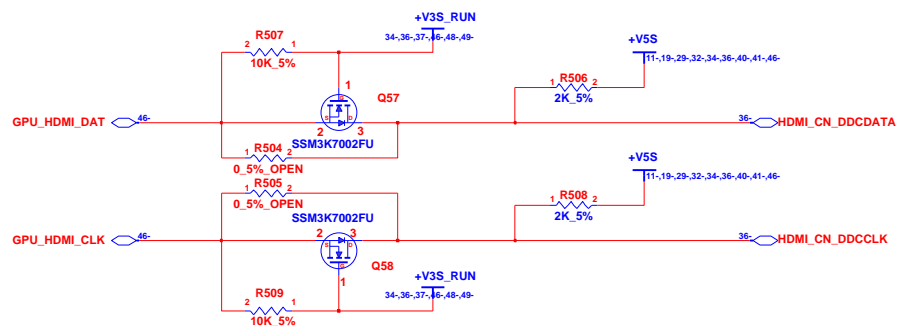 R507
2 1
10K_5%
+V3S_RUN
34-,36-,37-,46-,48-,49-
1
G
S D
2 3
Q57
SSM3K7002FU
+V5S
11-,19-,29-,32-,34-,36-,40-,41-,46-
R506
1 2
2K_5%
GPU_HDMI_DAT
46-
36-
HDMI_CN_DDCDATA
R504
1 2
0_5%_OPEN
R505
1 2
0_5%_OPEN
SSM3K7002FU
+V5S
11-,19-,29-,32-,34-,36-,40-,41-,46-
R508
1 2
2K_5%
GPU_HDMI_CLK
46-
2 3
S D
G
1
Q58
36-
HDMI_CN_DDCCLK
+V3S_RUN
34-,36-,37-,46-,48-,49-
R509
2 1
10K_5%